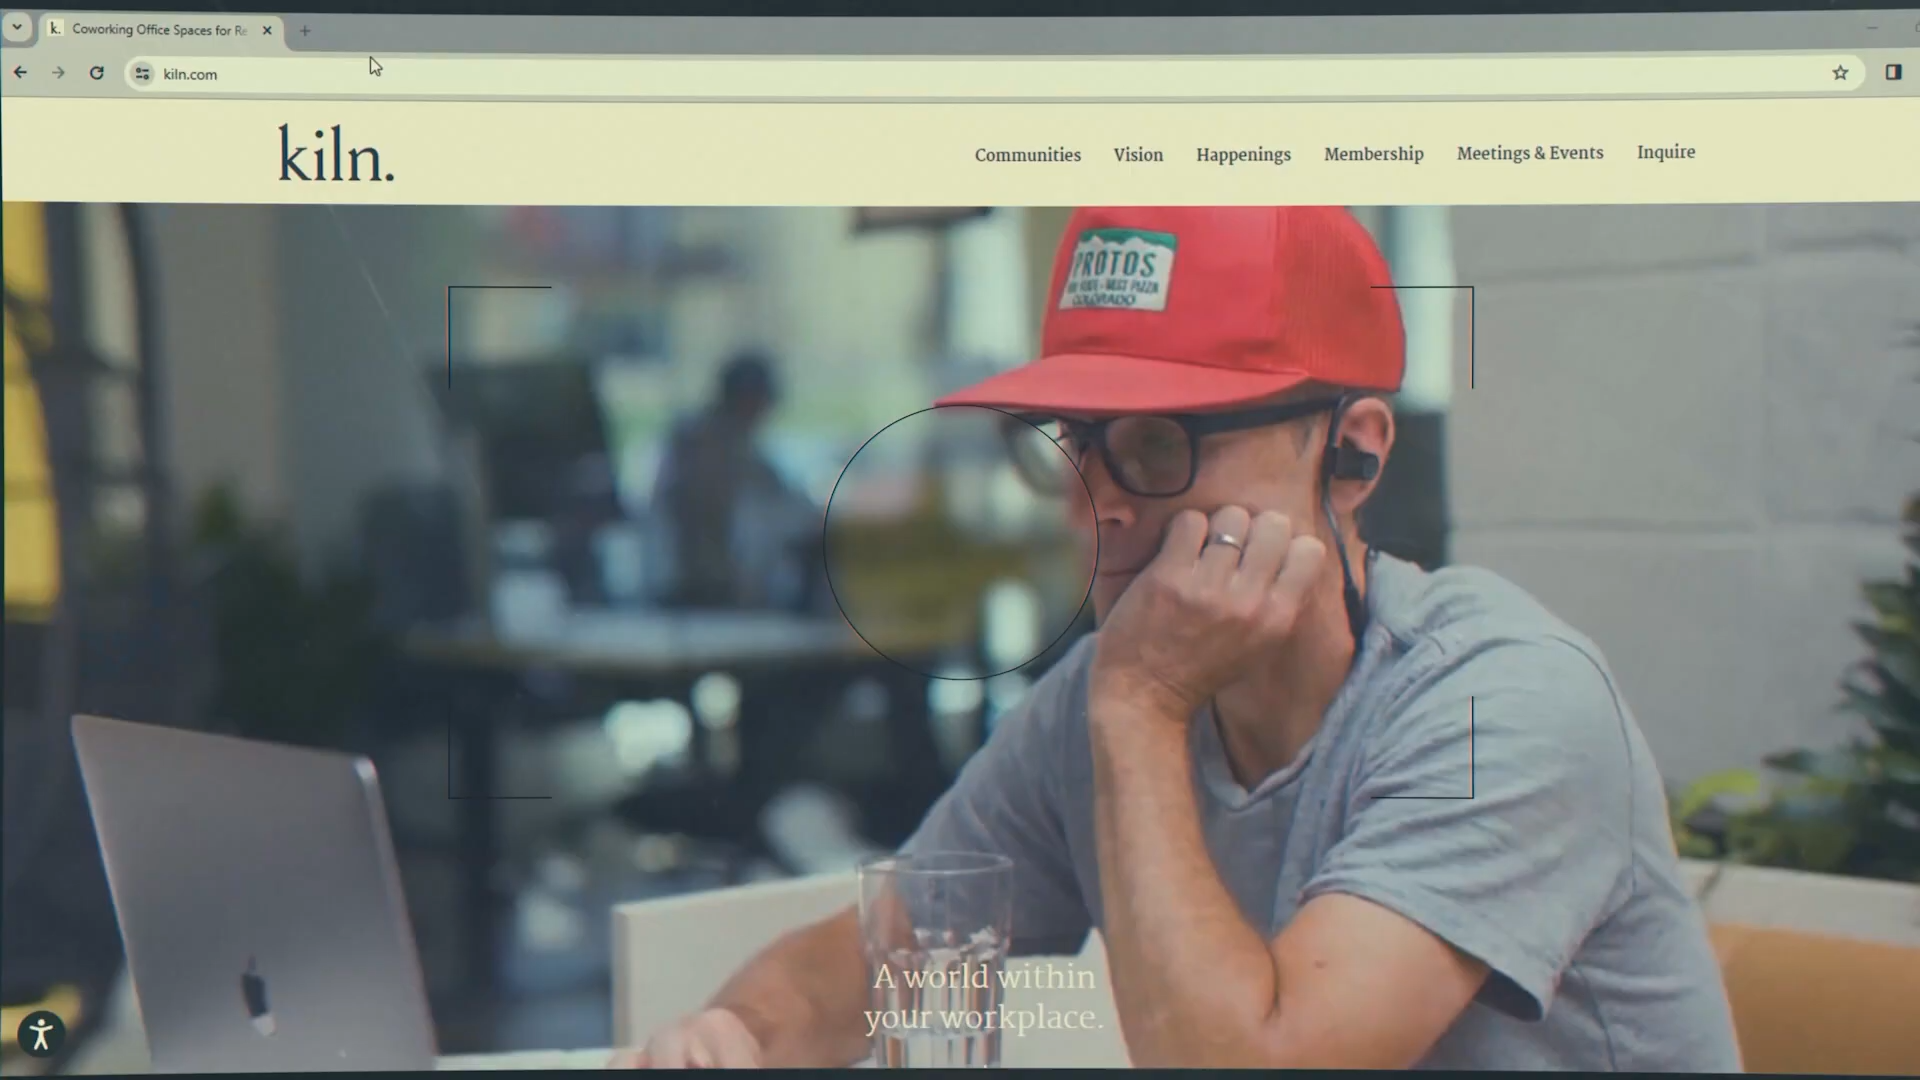 k. Coworking Office Spaces for Re
kiln.com
kiln.
Communities Vision Happenings Membership Meetings & Events Inquire
PROTOS
COLORADO
A world within
your workplace.